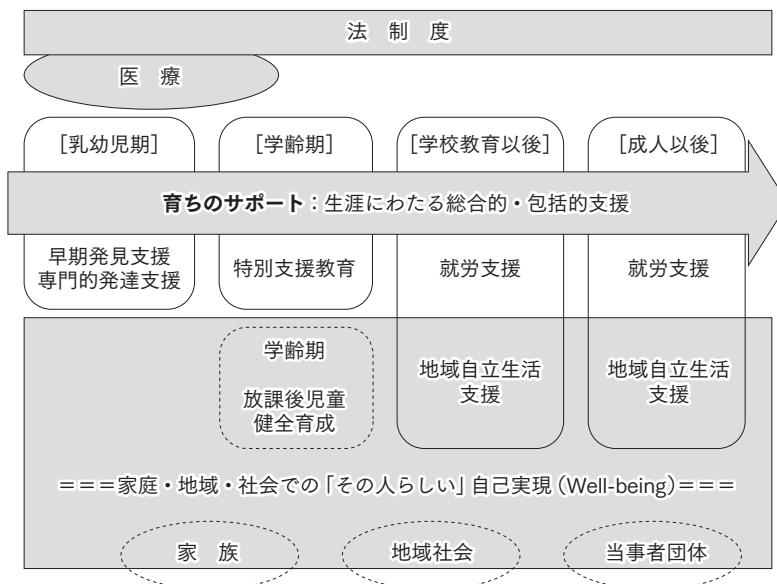 法　制　度
医　療
［乳幼児期］
［学齢期］
［学校教育以後］
［成人以後］
育ちのサポート：生涯にわたる総合的・包括的支援
早期発見支援
専門的発達支援
特別支援教育
就労支援
就労支援
学齢期
放課後児童
健全育成
地域自立生活
支援
地域自立生活
支援
＝＝＝家庭・地域・社会での「その人らしい」自己実現（Well-being）＝＝＝
家　族
地域社会
当事者団体